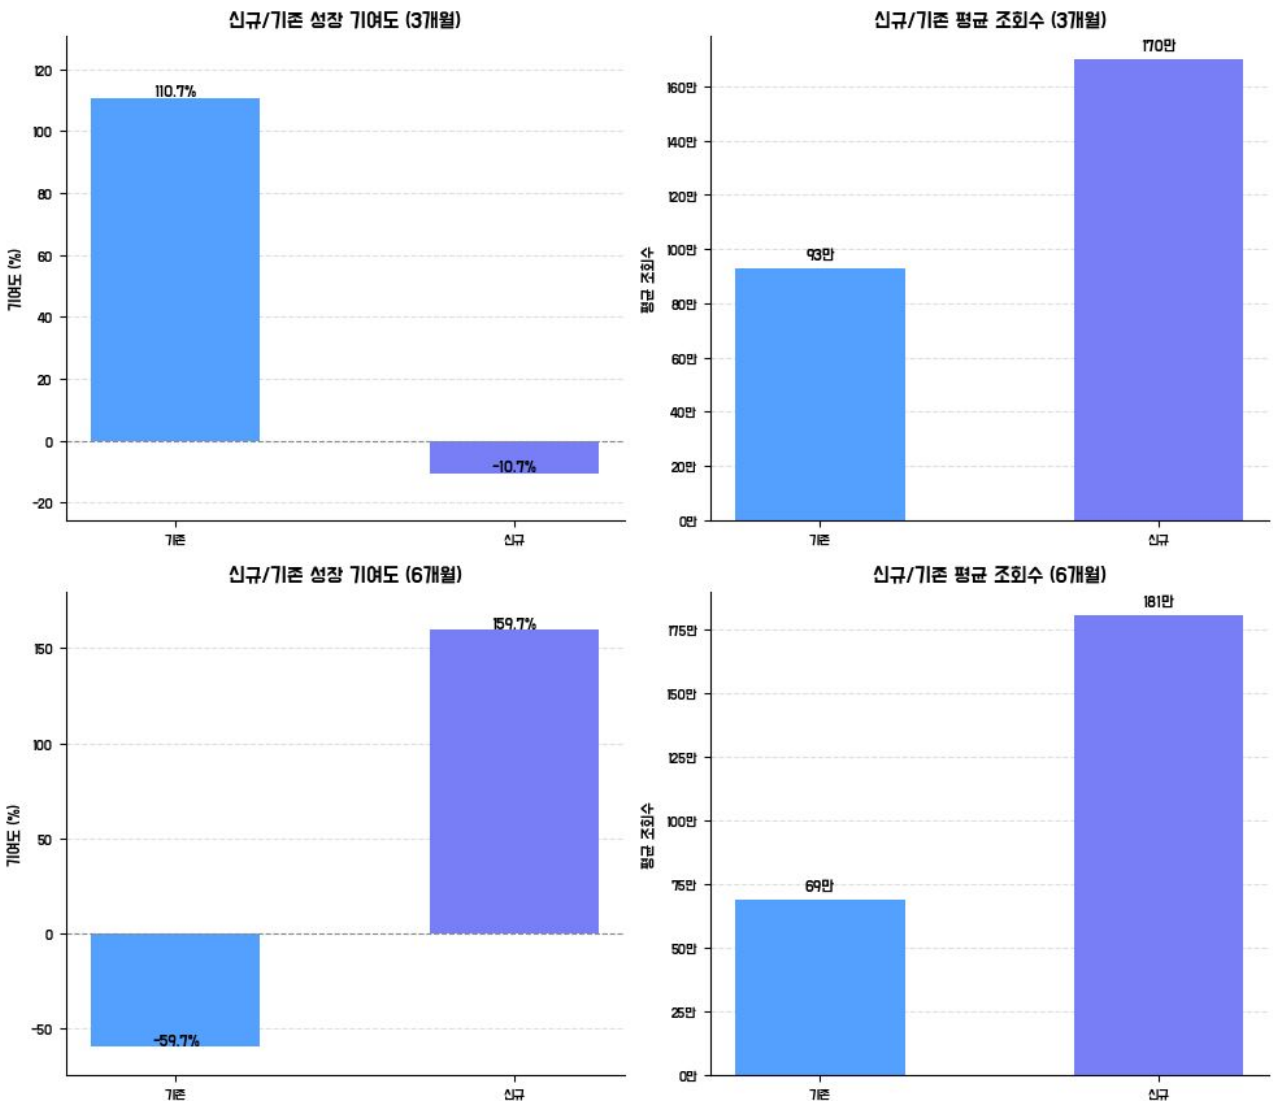 신규/기존 성장 기여도 (3개월)
기여도 (%)
120
100
80
60
40
20
0
-20
110.7%
-10.7%
기존
신규
신규/기존 평균 조회수 (3개월)
평균 조회수
160만
140만
120만
100만
80만
60만
40만
20만
0만
93만
170만
기존
신규
신규/기존 성장 기여도 (6개월)
기여도 (%)
150
100
50
0
-50
-59.7%
159.7%
기존
신규
신규/기존 평균 조회수 (6개월)
평균 조회수
175만
150만
125만
100만
75만
50만
25만
0만
69만
181만
기존
신규